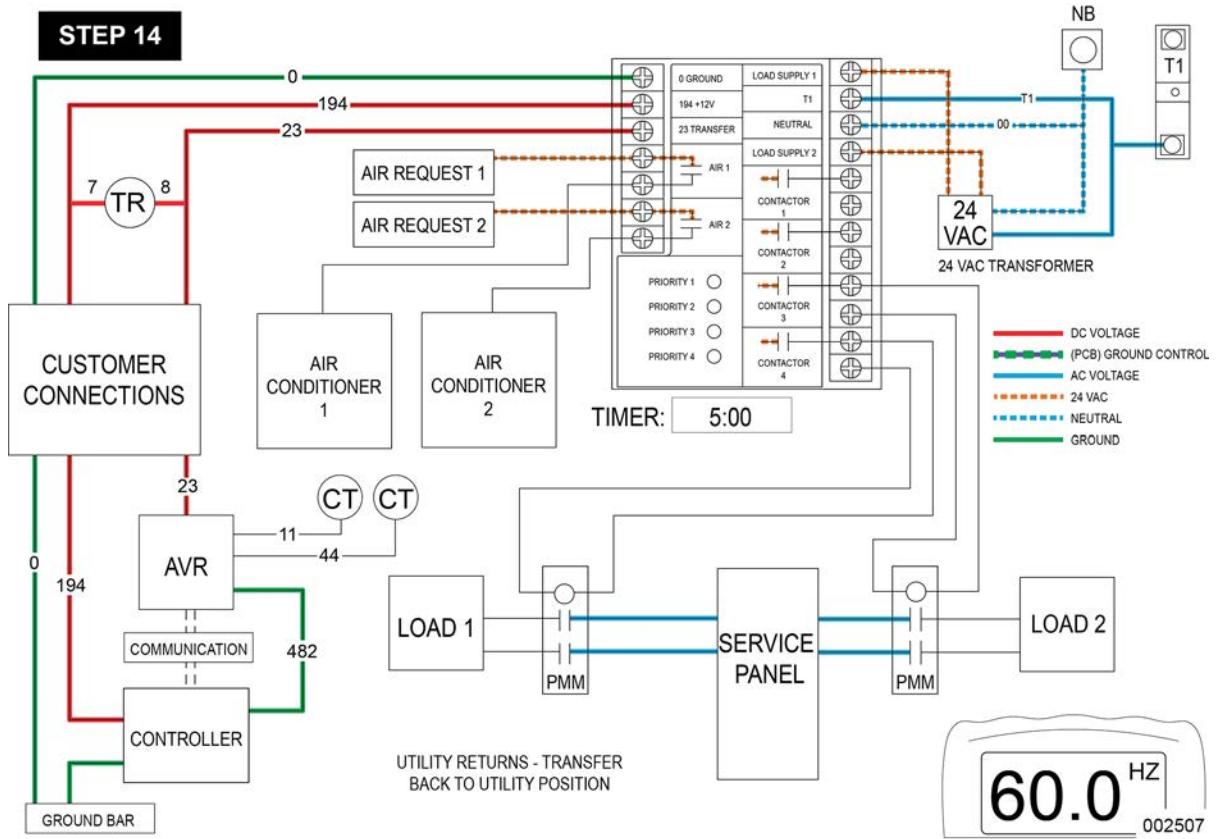 STEP 14
0
194
23
7
TR
8
AIR REQUEST 1
AIR REQUEST 2
CUSTOMER
CONNECTIONS
AIR
CONDITIONER
1
AIR
CONDITIONER
2
0 GROUND
194 +12V
23 TRANSFER
AIR 1
AIR 2
PRIORITY 1
PRIORITY 2
PRIORITY 3
PRIORITY 4
LOAD SUPPLY 1
T1
NEUTRAL
LOAD SUPPLY 2
CONTACTOR
1
CONTACTOR
2
CONTACTOR
3
CONTACTOR
4
TIMER: 5:00
NB
T1
T1
00
24
VAC
24 VAC TRANSFORMER
DC VOLTAGE
(PCB) GROUND CONTROL
AC VOLTAGE
24 VAC
NEUTRAL
GROUND
23
CT
CT
11
44
AVR
0
194
COMMUNICATION
482
CONTROLLER
GROUND BAR
LOAD 1
PMM
SERVICE
PANEL
PMM
LOAD 2
UTILITY RETURNS - TRANSFER
BACK TO UTILITY POSITION
60.0 HZ
002507